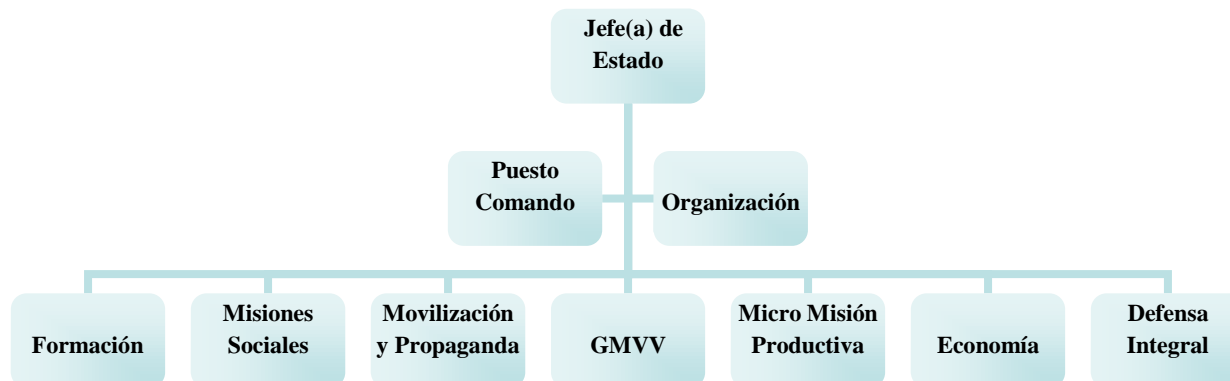 Jefe(a) de
Estado
Puesto
Comando
Organización
Formación
Misiones
Sociales
Movilización
y Propaganda
GMVV
Micro Misión
Productiva
Economía
Defensa
Integral